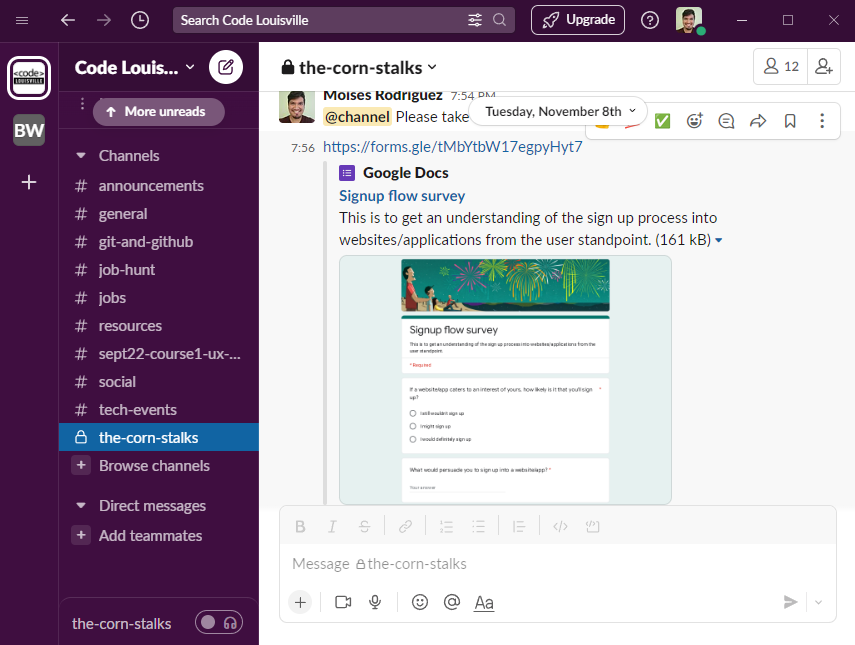 Search Code Louisville
Upgrade
<code>
LOUISVILLE
BW
Code Louis...
More unreads
Channels
# announcements
# general
# git-and-github
# job-hunt
# jobs
# resources
# sept22-course1-ux-...
# social
# tech-events
the-corn-stalks
Browse channels
Direct messages
Add teammates
the-corn-stalks
the-corn-stalks
12
Moises Rodriguez 7:54 PM
@channel Please take
Tuesday, November 8th
7:56 https://forms.gle/tMbYtbW17egpyHyt7
Google Docs
Signup flow survey
This is to get an understanding of the sign up process into
websites/applications from the user standpoint. (161 kB)
Signup flow survey
This is to get an understanding of the sign up process into websites/applications from the
user standpoint.
* Required
If a website/app caters to an interest of yours, how likely is it that you'll sign *
up?
I still wouldn't sign up
I might sign up
I would definitely sign up
What would persuade you to sign up into a website/app? *
Your answer
B I S
Message the-corn-stalks
Aa